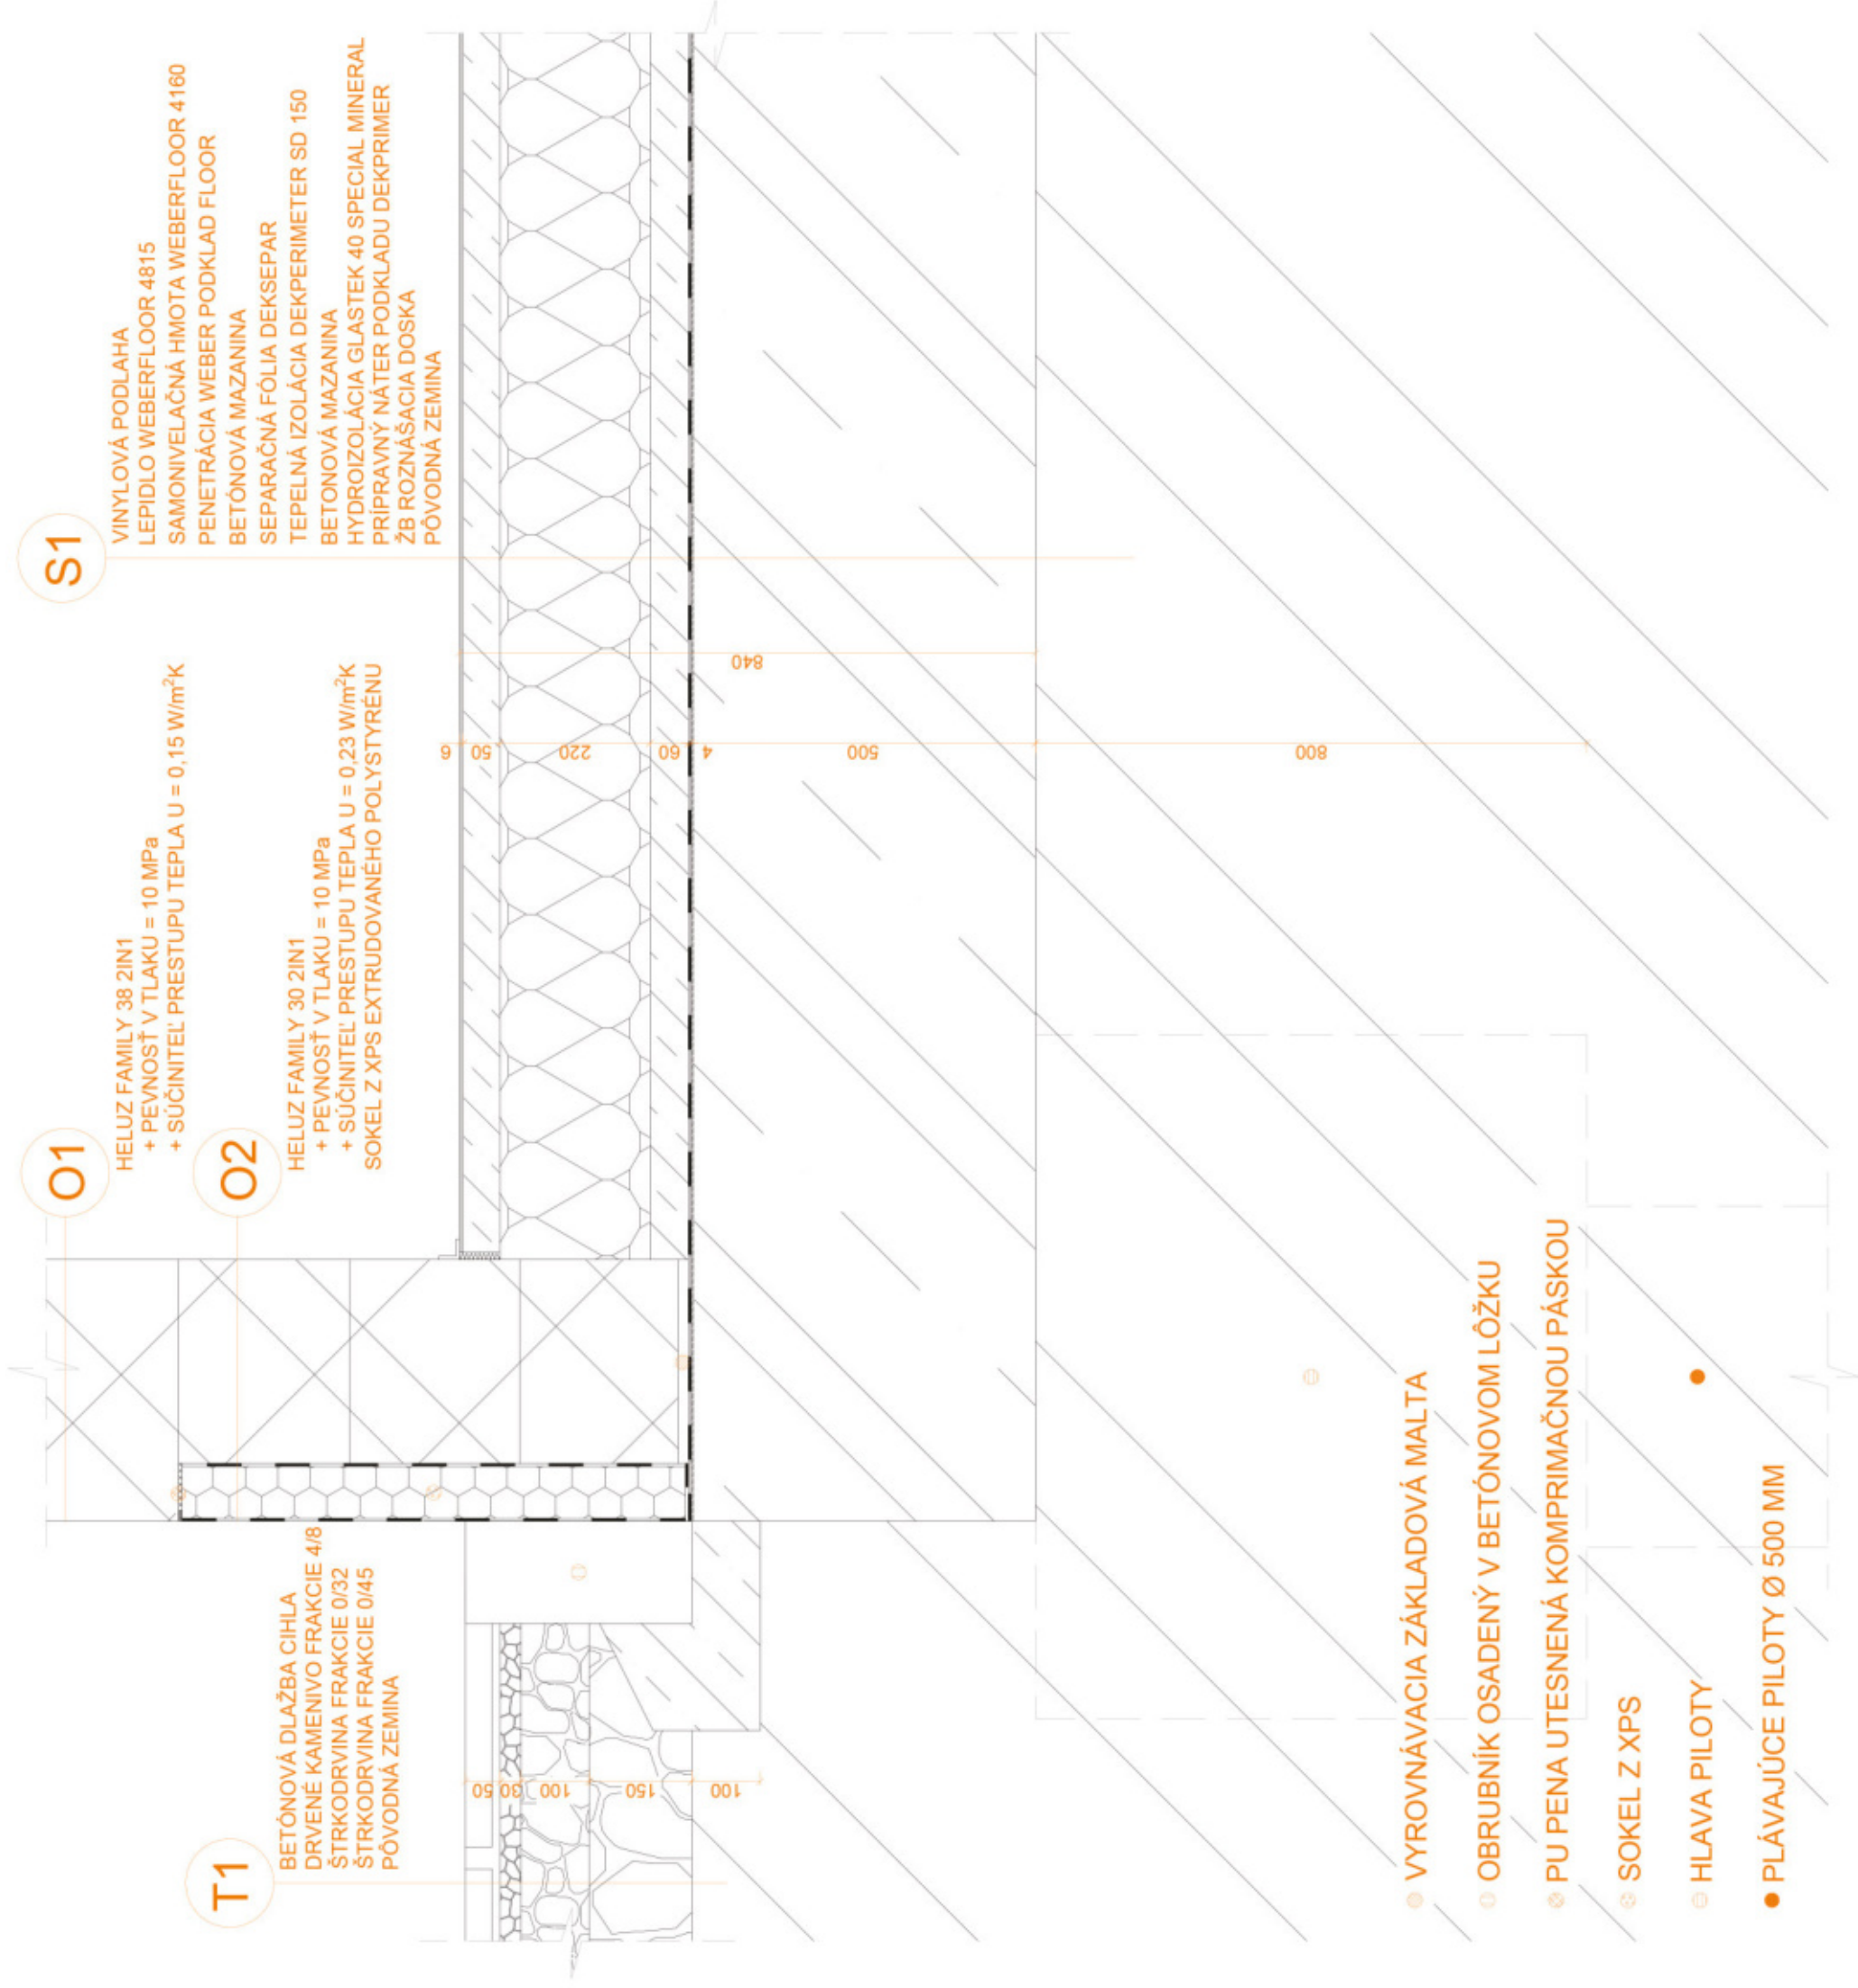 S1
VINYLOVÁ PODLAHA
LEPIDLO WEBERFLOOR 4815
SAMONIVELAČNÁ HMOTA WEBERFLOOR 4160
PENETRÁCIA WEBER PODKLAD FLOOR
BETÓNOVÁ MAZANINA
SEPARAČNÁ FÓLIA DEKSEPAR
TEPELNÁ IZOLÁCIA DEKPERIMETER SD 150
BETONOVÁ MAZANINA
HYDROIZOLÁCIA GLASTEK 40 SPECIAL MINERAL
PRÍPRAVNÝ NÁTER PODKLADU DEKPRIMER
ŽB ROZNÁŠACIA DOSKA
PÔVODNÁ ZEMINA
O1
HELUZ FAMILY 38 2IN1
+ PEVNOSŤ V TLAKU = 10 MPa
+ SÚČINITEĽ PRESTUPU TEPLA U = 0,15 W/m²K
O2
HELUZ FAMILY 30 2IN1
+ PEVNOSŤ V TLAKU = 10 MPa
+ SÚČINITEĽ PRESTUPU TEPLA U = 0,23 W/m²K
SOKEL Z XPS EXTRUDOVANÉHO POLYSTYRÉNU
T1
BETÓNOVÁ DLAŽBA CIHLA
DRVENÉ KAMENIVO FRAKCIE 4/8
ŠTRKODRVINA FRAKCIE 0/32
ŠTRKODRVINA FRAKCIE 0/45
PÔVODNÁ ZEMINA
6
50
220
60
4
500
800
840
50
30
100
150
100
VYROVNÁVACIA ZÁKLADOVÁ MALTA
OBRUBNÍK OSADENÝ V BETÓNOVOM LÔŽKU
PU PENA UTESNENÁ KOMPRIMAČNOU PÁSKOU
SOKEL Z XPS
HLAVA PILOTY
PLÁVAJÚCE PILOTY Ø 500 MM